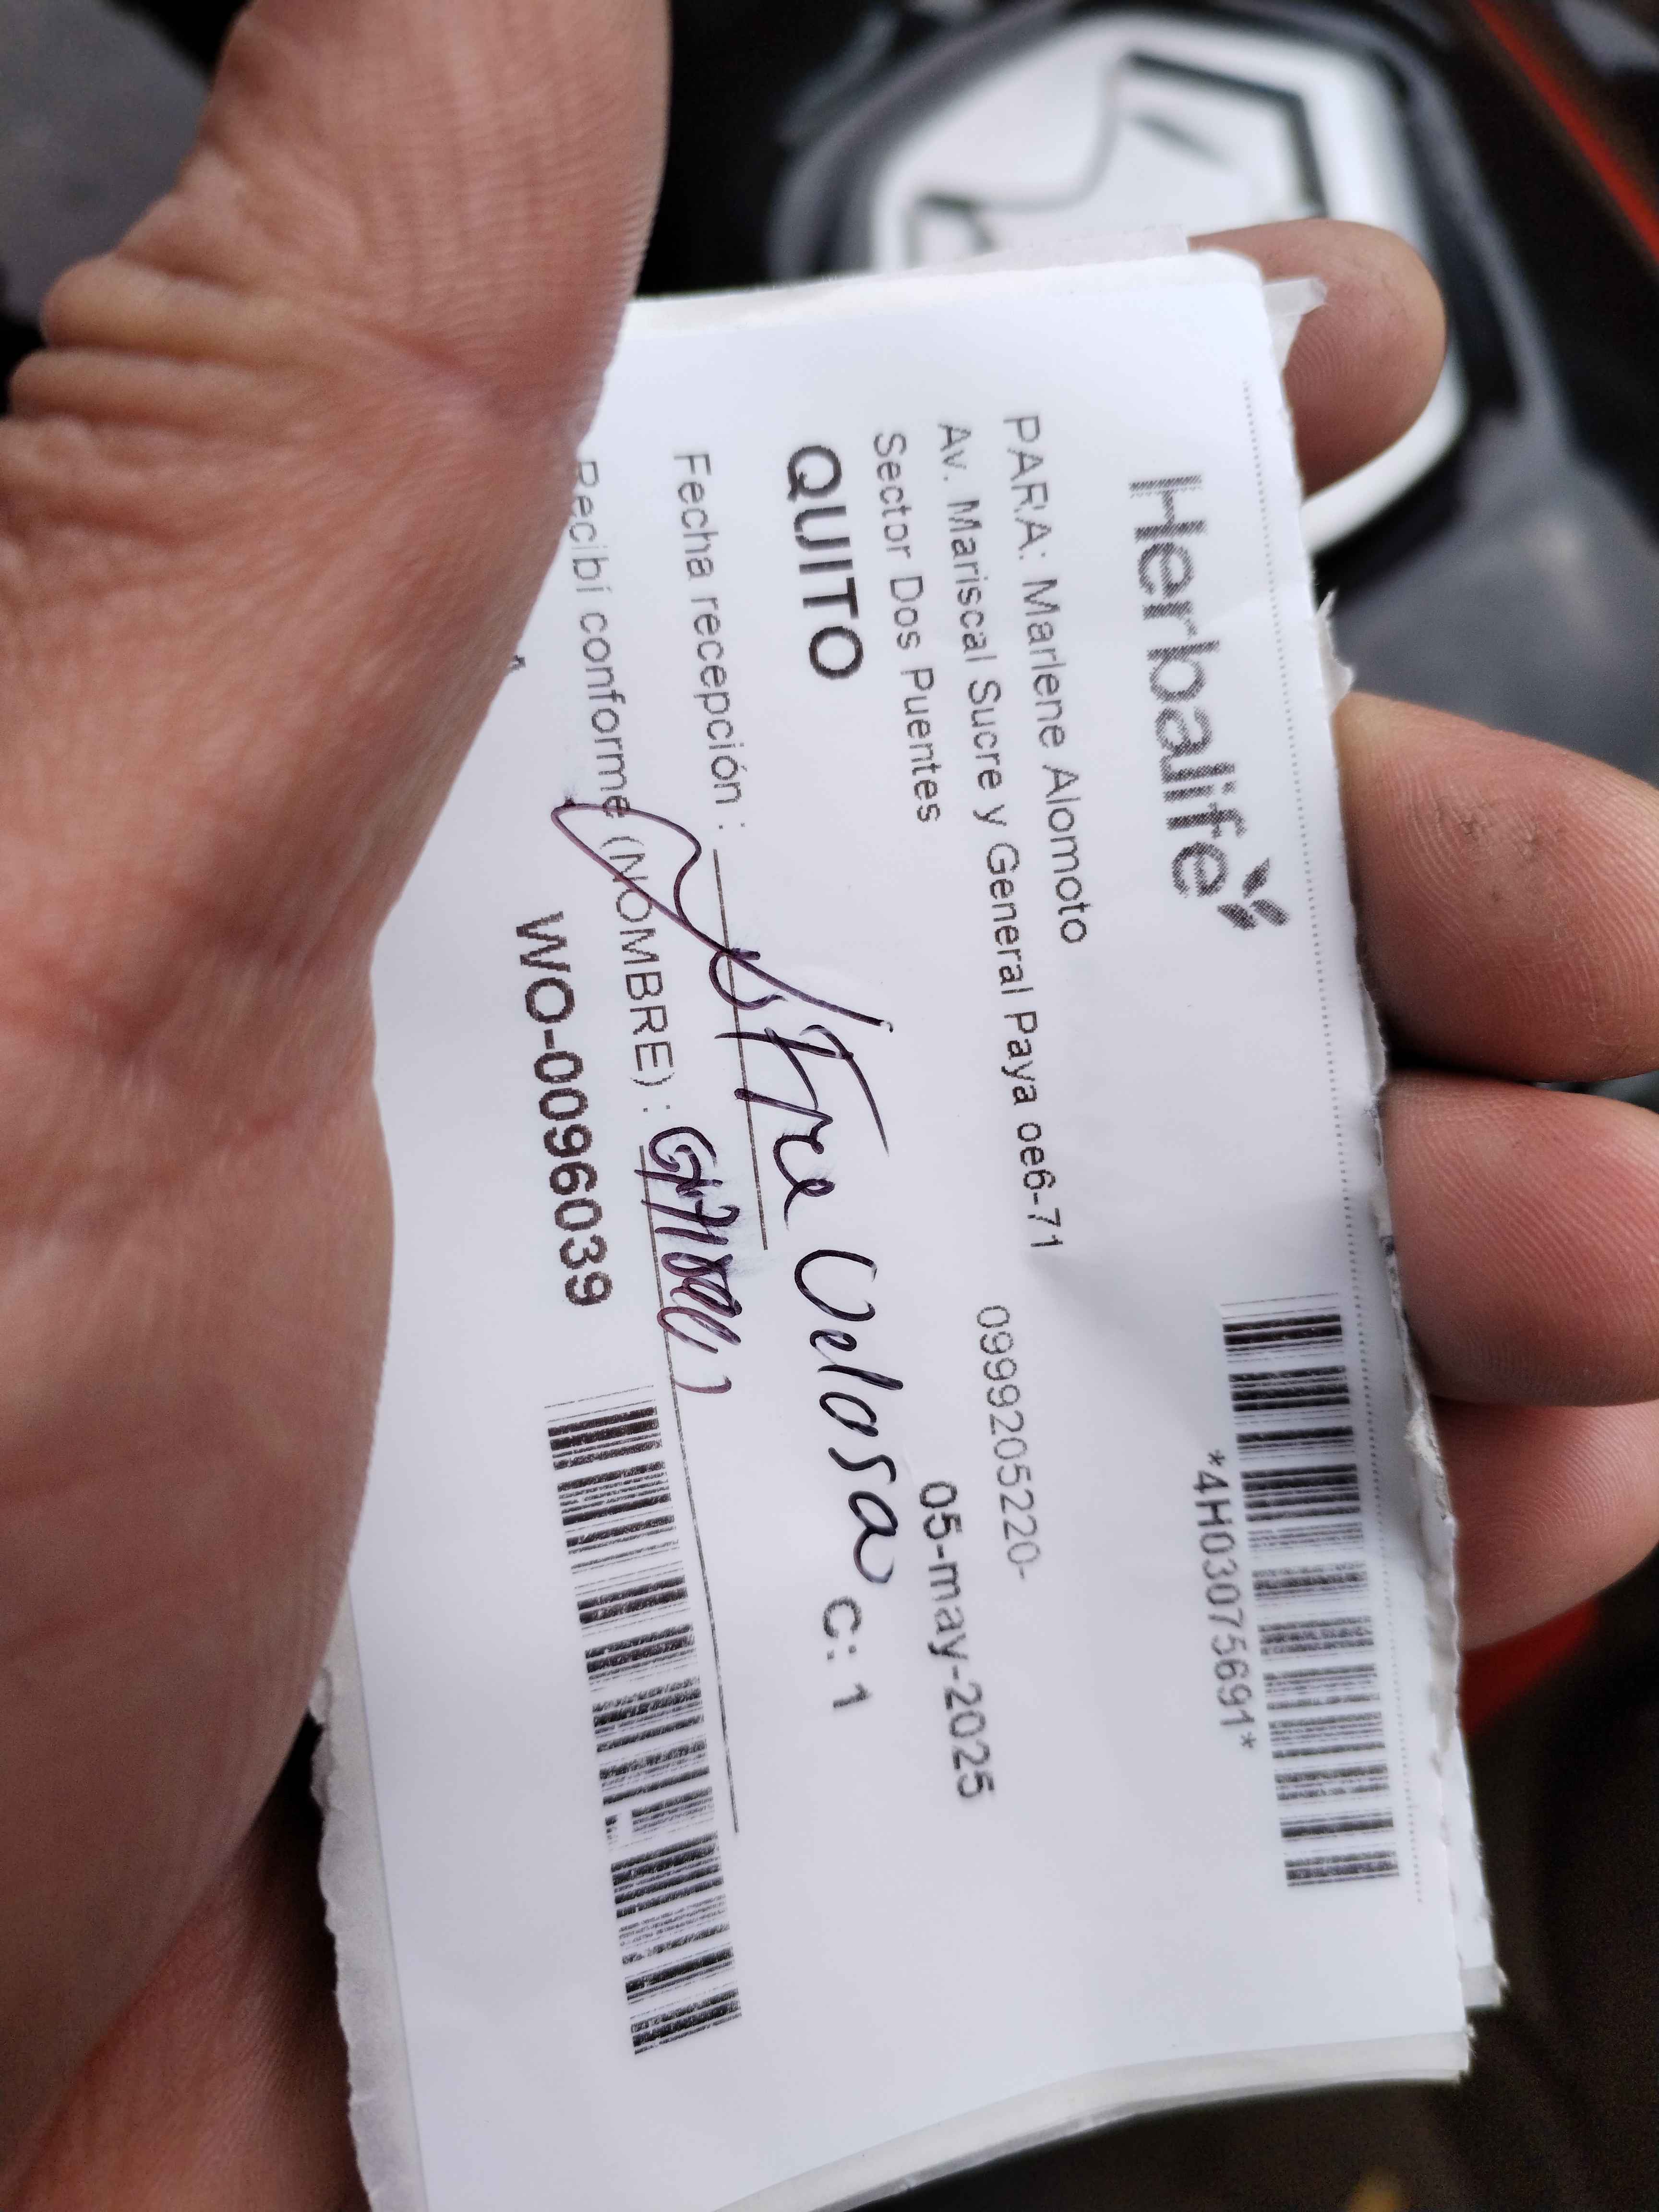 Herbalife
*4H03075691*
PARA: Marlene Alomoto
Av. Mariscal Sucre y General Paya oe6-71
0999205220-
Sector Dos Puentes
05-may-2025
QUITO
C: 1
Velosa
Fecha recepción :
Recibí conforme (NOMBRE) :
WO-0096039